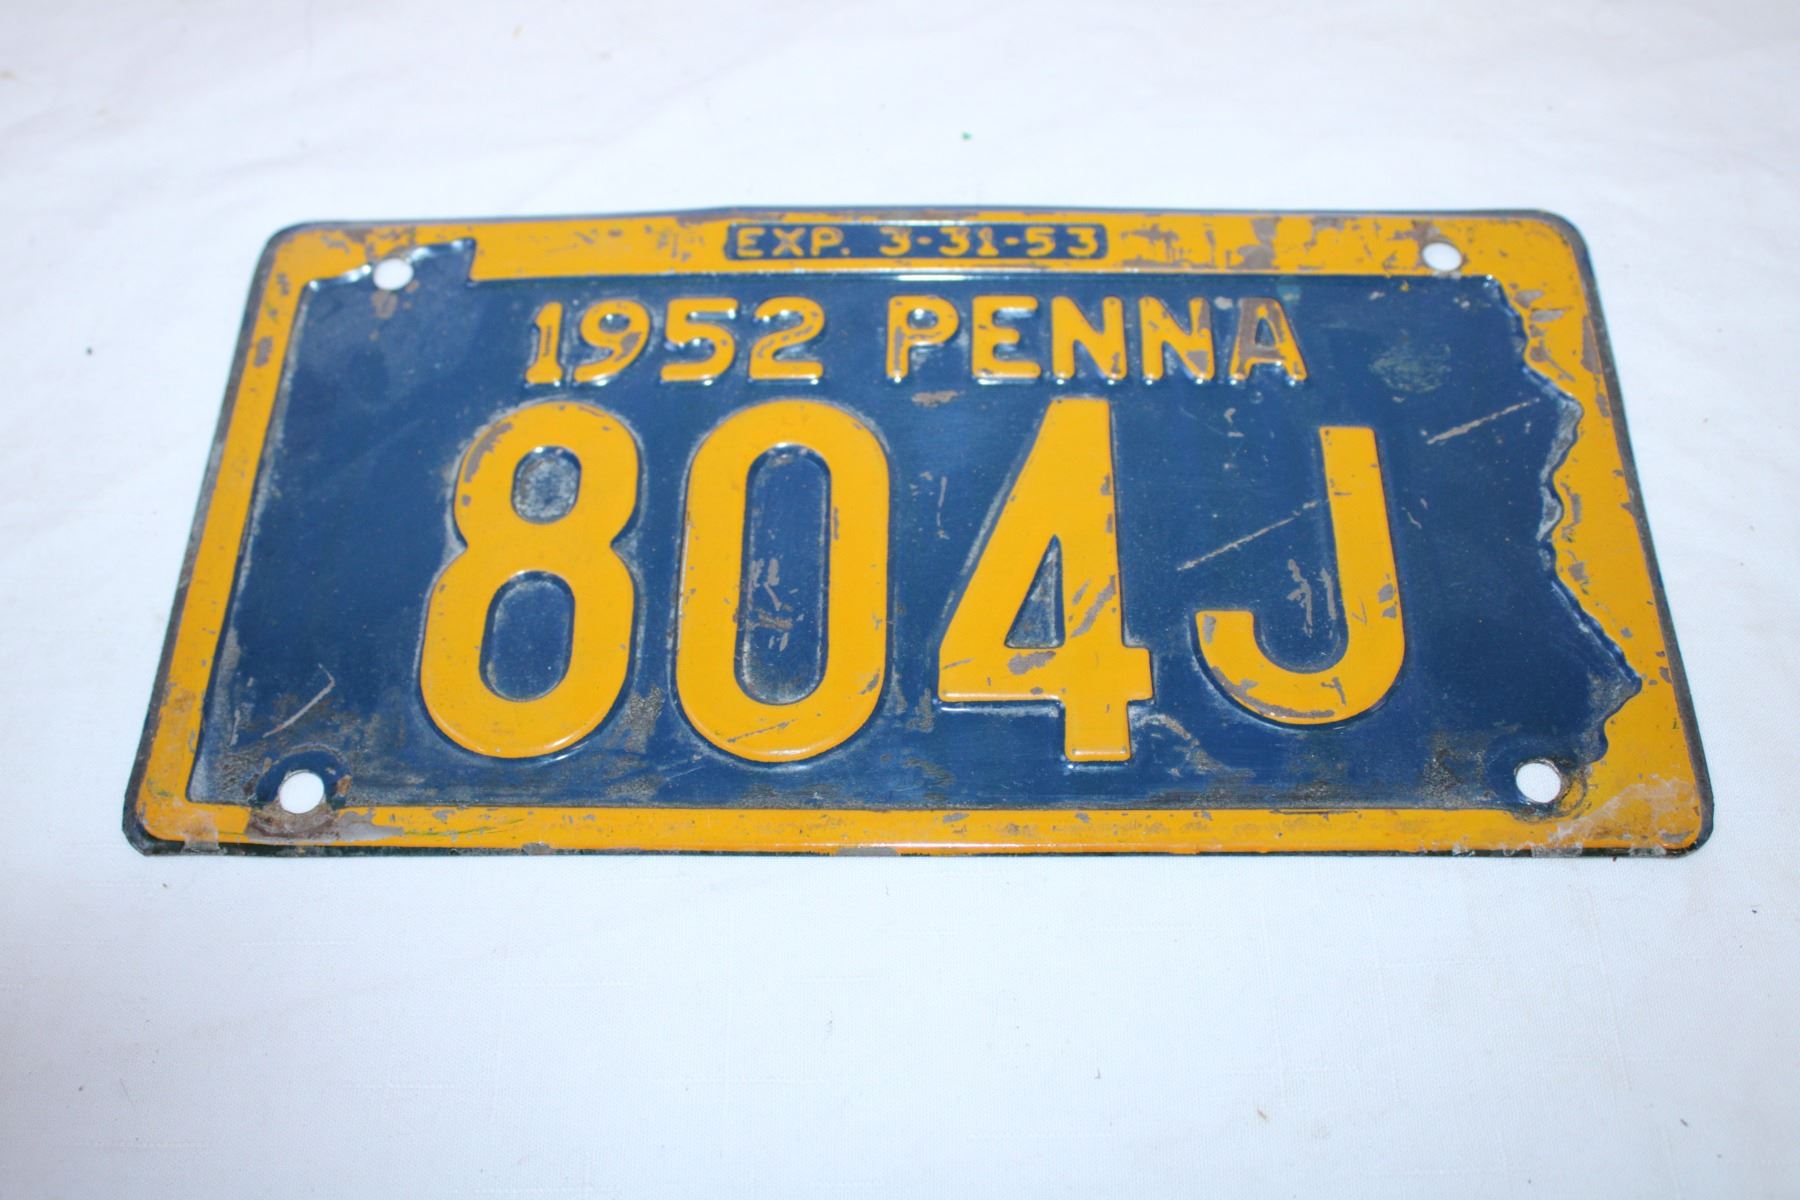 EXP. 3-31-53
1952 PENNA
804J